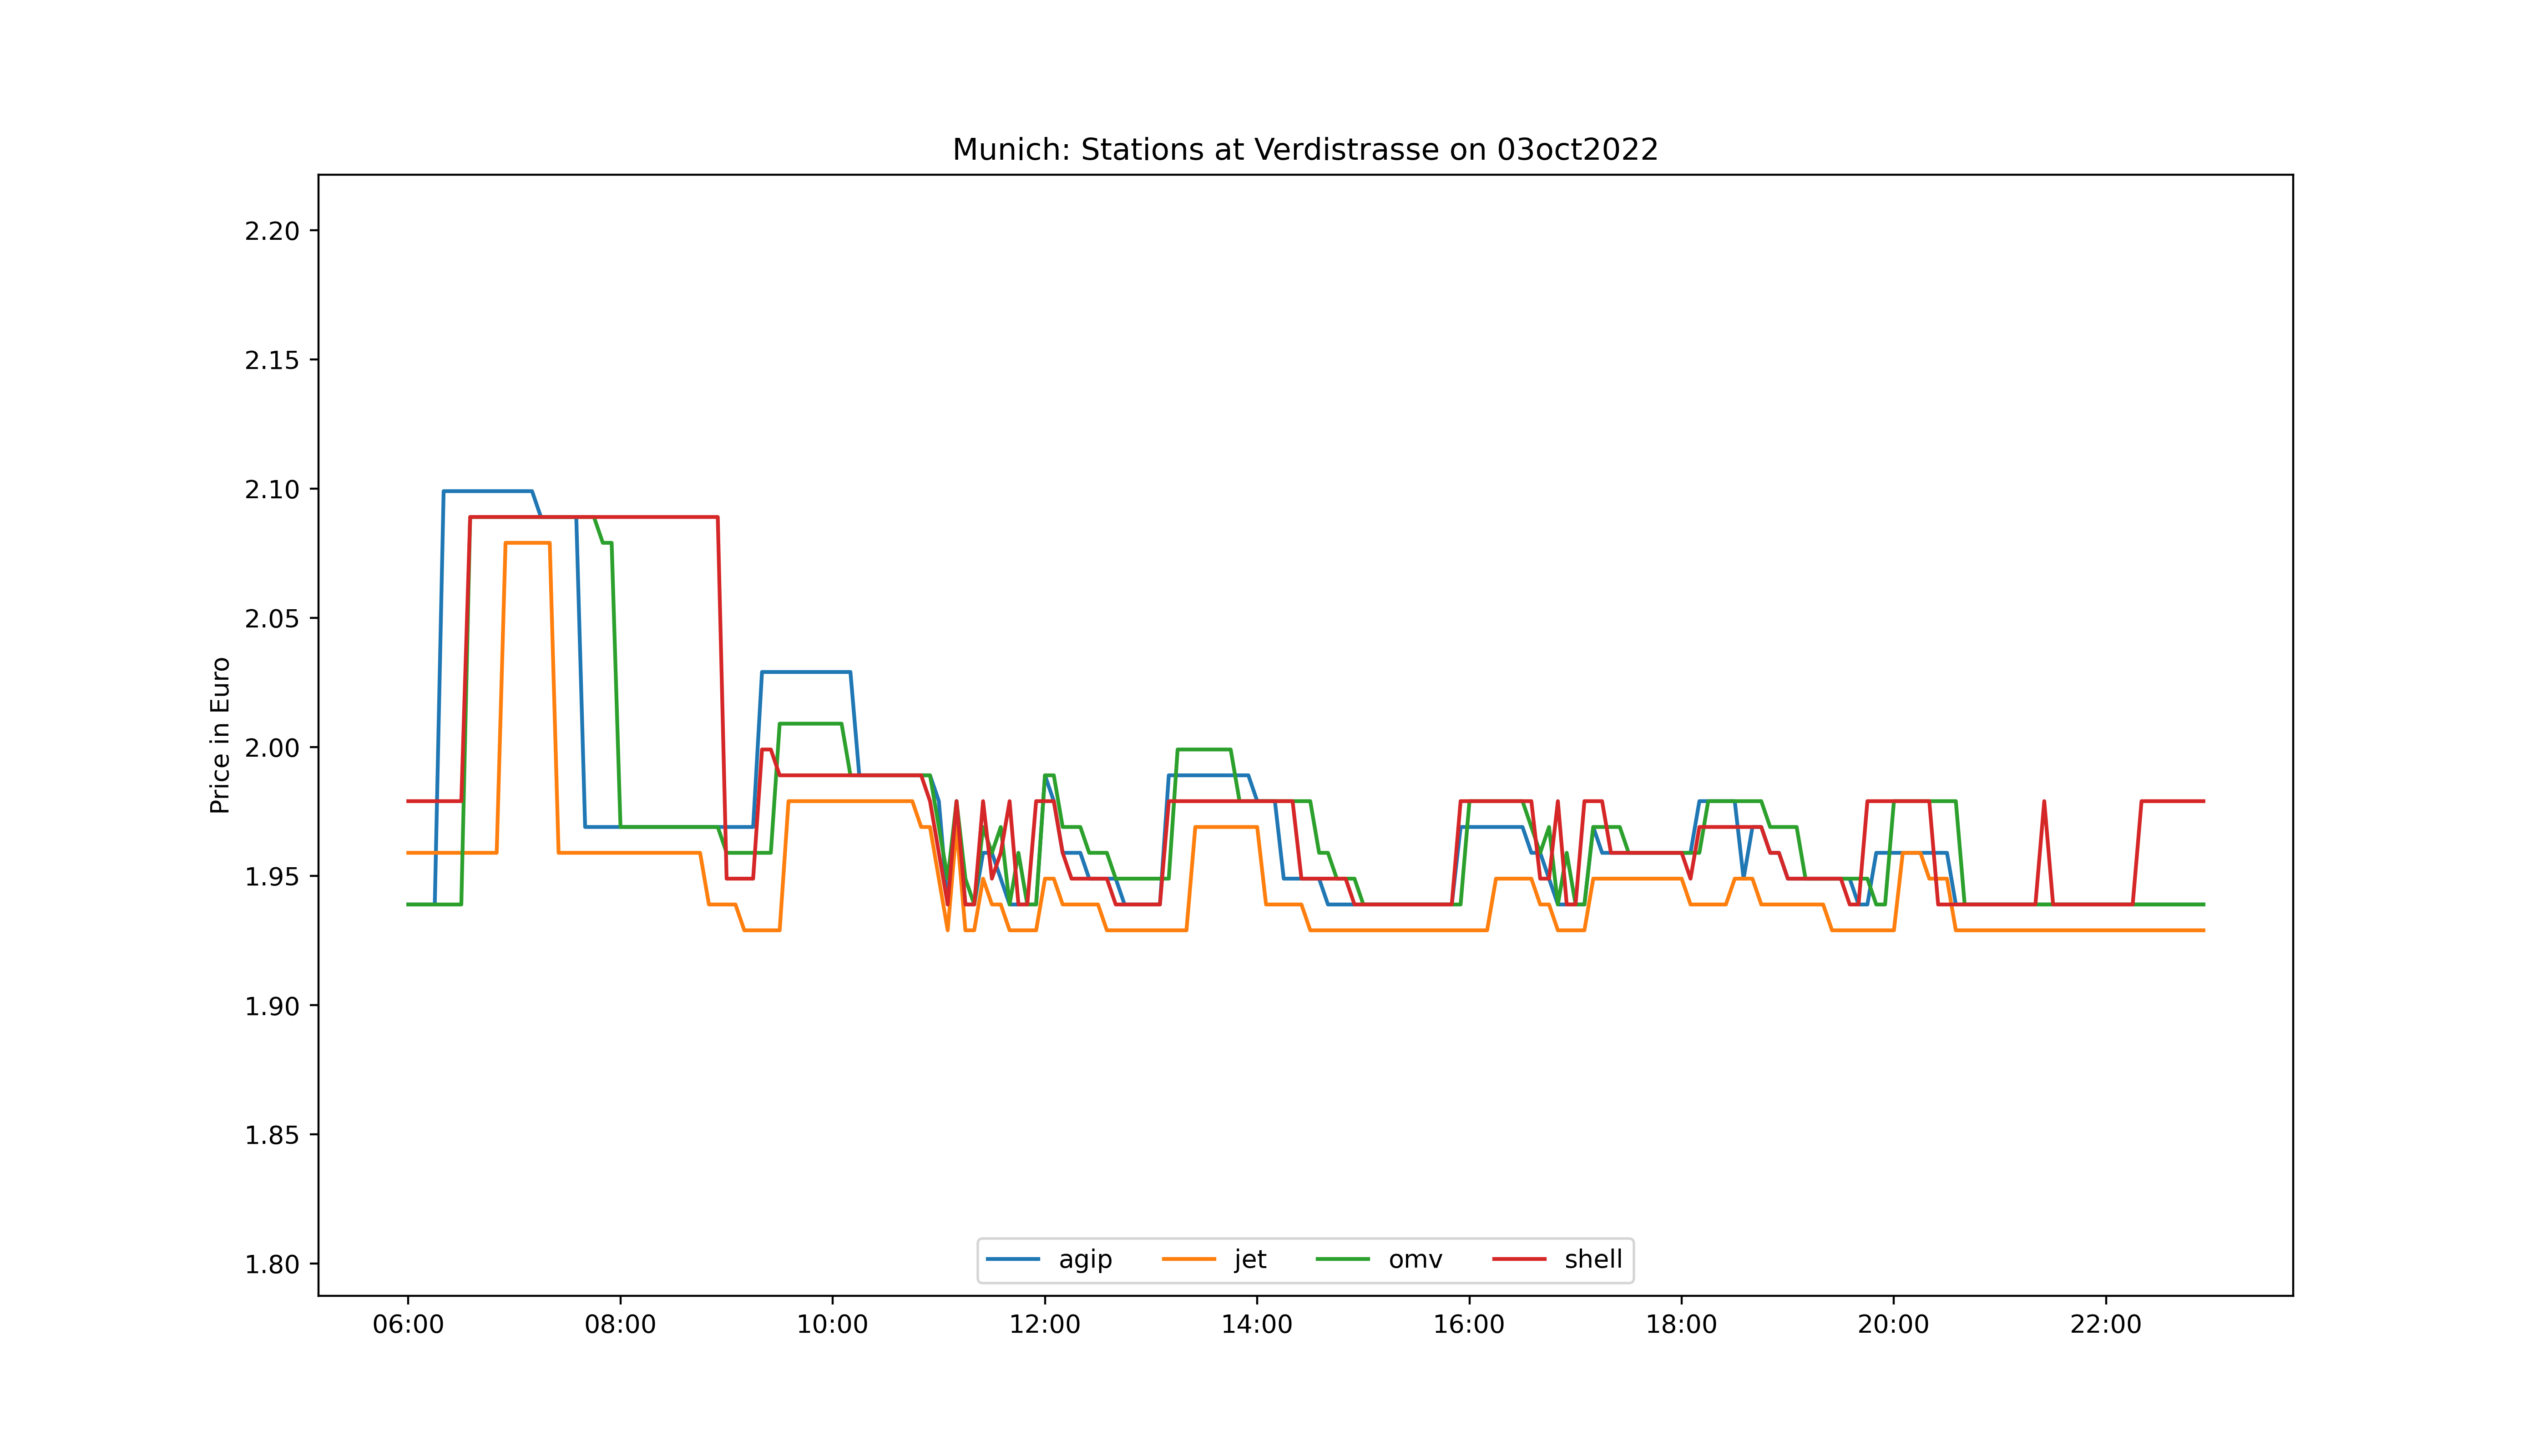 Munich: Stations at Verdistrasse on 03oct2022
Price in Euro
2.20
2.15
2.10
2.05
2.00
1.95
1.90
1.85
1.80
agip jet omv shell
06:00 08:00 10:00 12:00 14:00 16:00 18:00 20:00 22:00